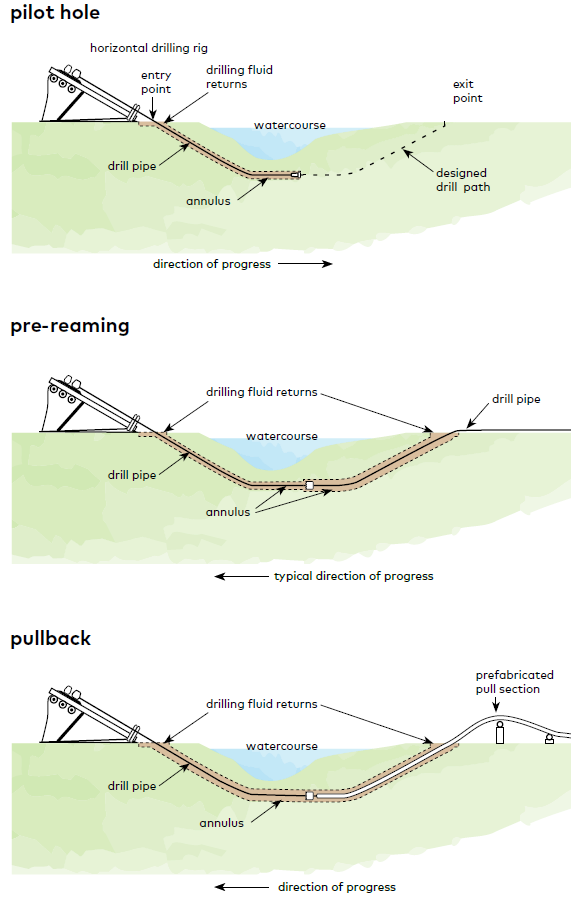 pilot hole
horizontal drilling rig
entry
point
drilling fluid
returns
exit
point
watercourse
drill pipe
designed
drill path
annulus
direction of progress
pre-reaming
drilling fluid returns
drill pipe
watercourse
drill pipe
annulus
typical direction of progress
pullback
prefabricated
pull section
drilling fluid returns
watercourse
drill pipe
annulus
direction of progress